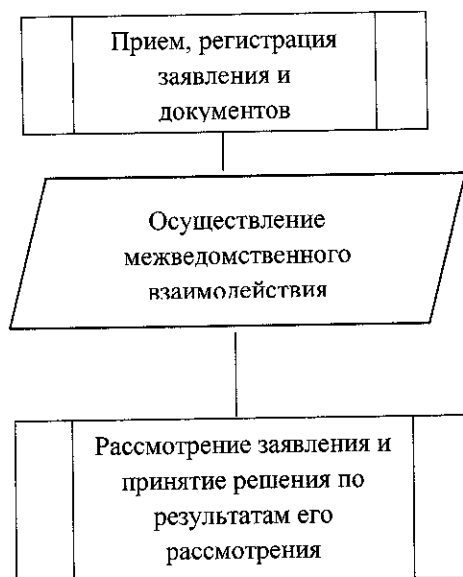 Прием, регистрация
заявления и
документов
Осуществление
межведомственного
взаимодействия
Рассмотрение заявления и
принятие решения по
результатам его
рассмотрения